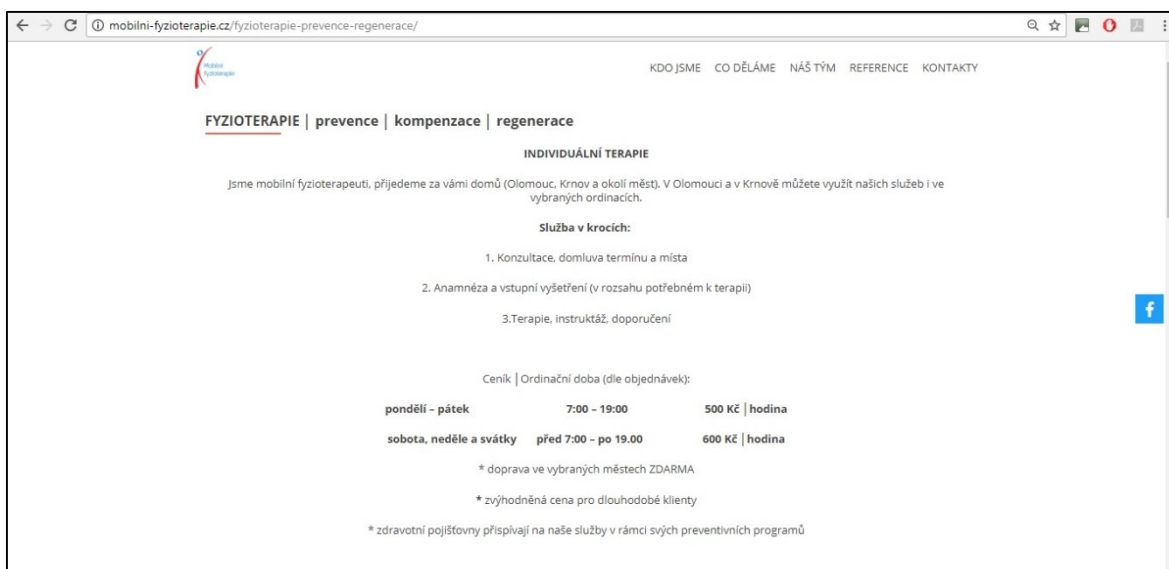 mobilni-fyzioterapie.cz/fyzioterapie-prevence-regenerace/
Mobilní
fyzioterapie
KDO JSME CO DĚLÁME NÁŠ TÝM REFERENCE KONTAKTY
FYZIOTERAPIE | prevence | kompenzace | regenerace
INDIVIDUÁLNÍ TERAPIE
Jsme mobilní fyzioterapeuti, přijedeme za vámi domů (Olomouc, Krnov a okolí měst). V Olomouci a v Krnově můžete využít našich služeb i ve
vybraných ordinacích.
Služba v krocích:
1. Konzultace, domluva termínu a místa
2. Anamnéza a vstupní vyšetření (v rozsahu potřebném k terapii)
3.Terapie, instruktáž, doporučení
Ceník | Ordinační doba (dle objednávek):
pondělí – pátek 7:00 – 19:00 500 Kč | hodina
sobota, neděle a svátky před 7:00 – po 19.00 600 Kč | hodina
* doprava ve vybraných městech ZDARMA
* zvýhodněná cena pro dlouhodobé klienty
* zdravotní pojišťovny přispívají na naše služby v rámci svých preventivních programů